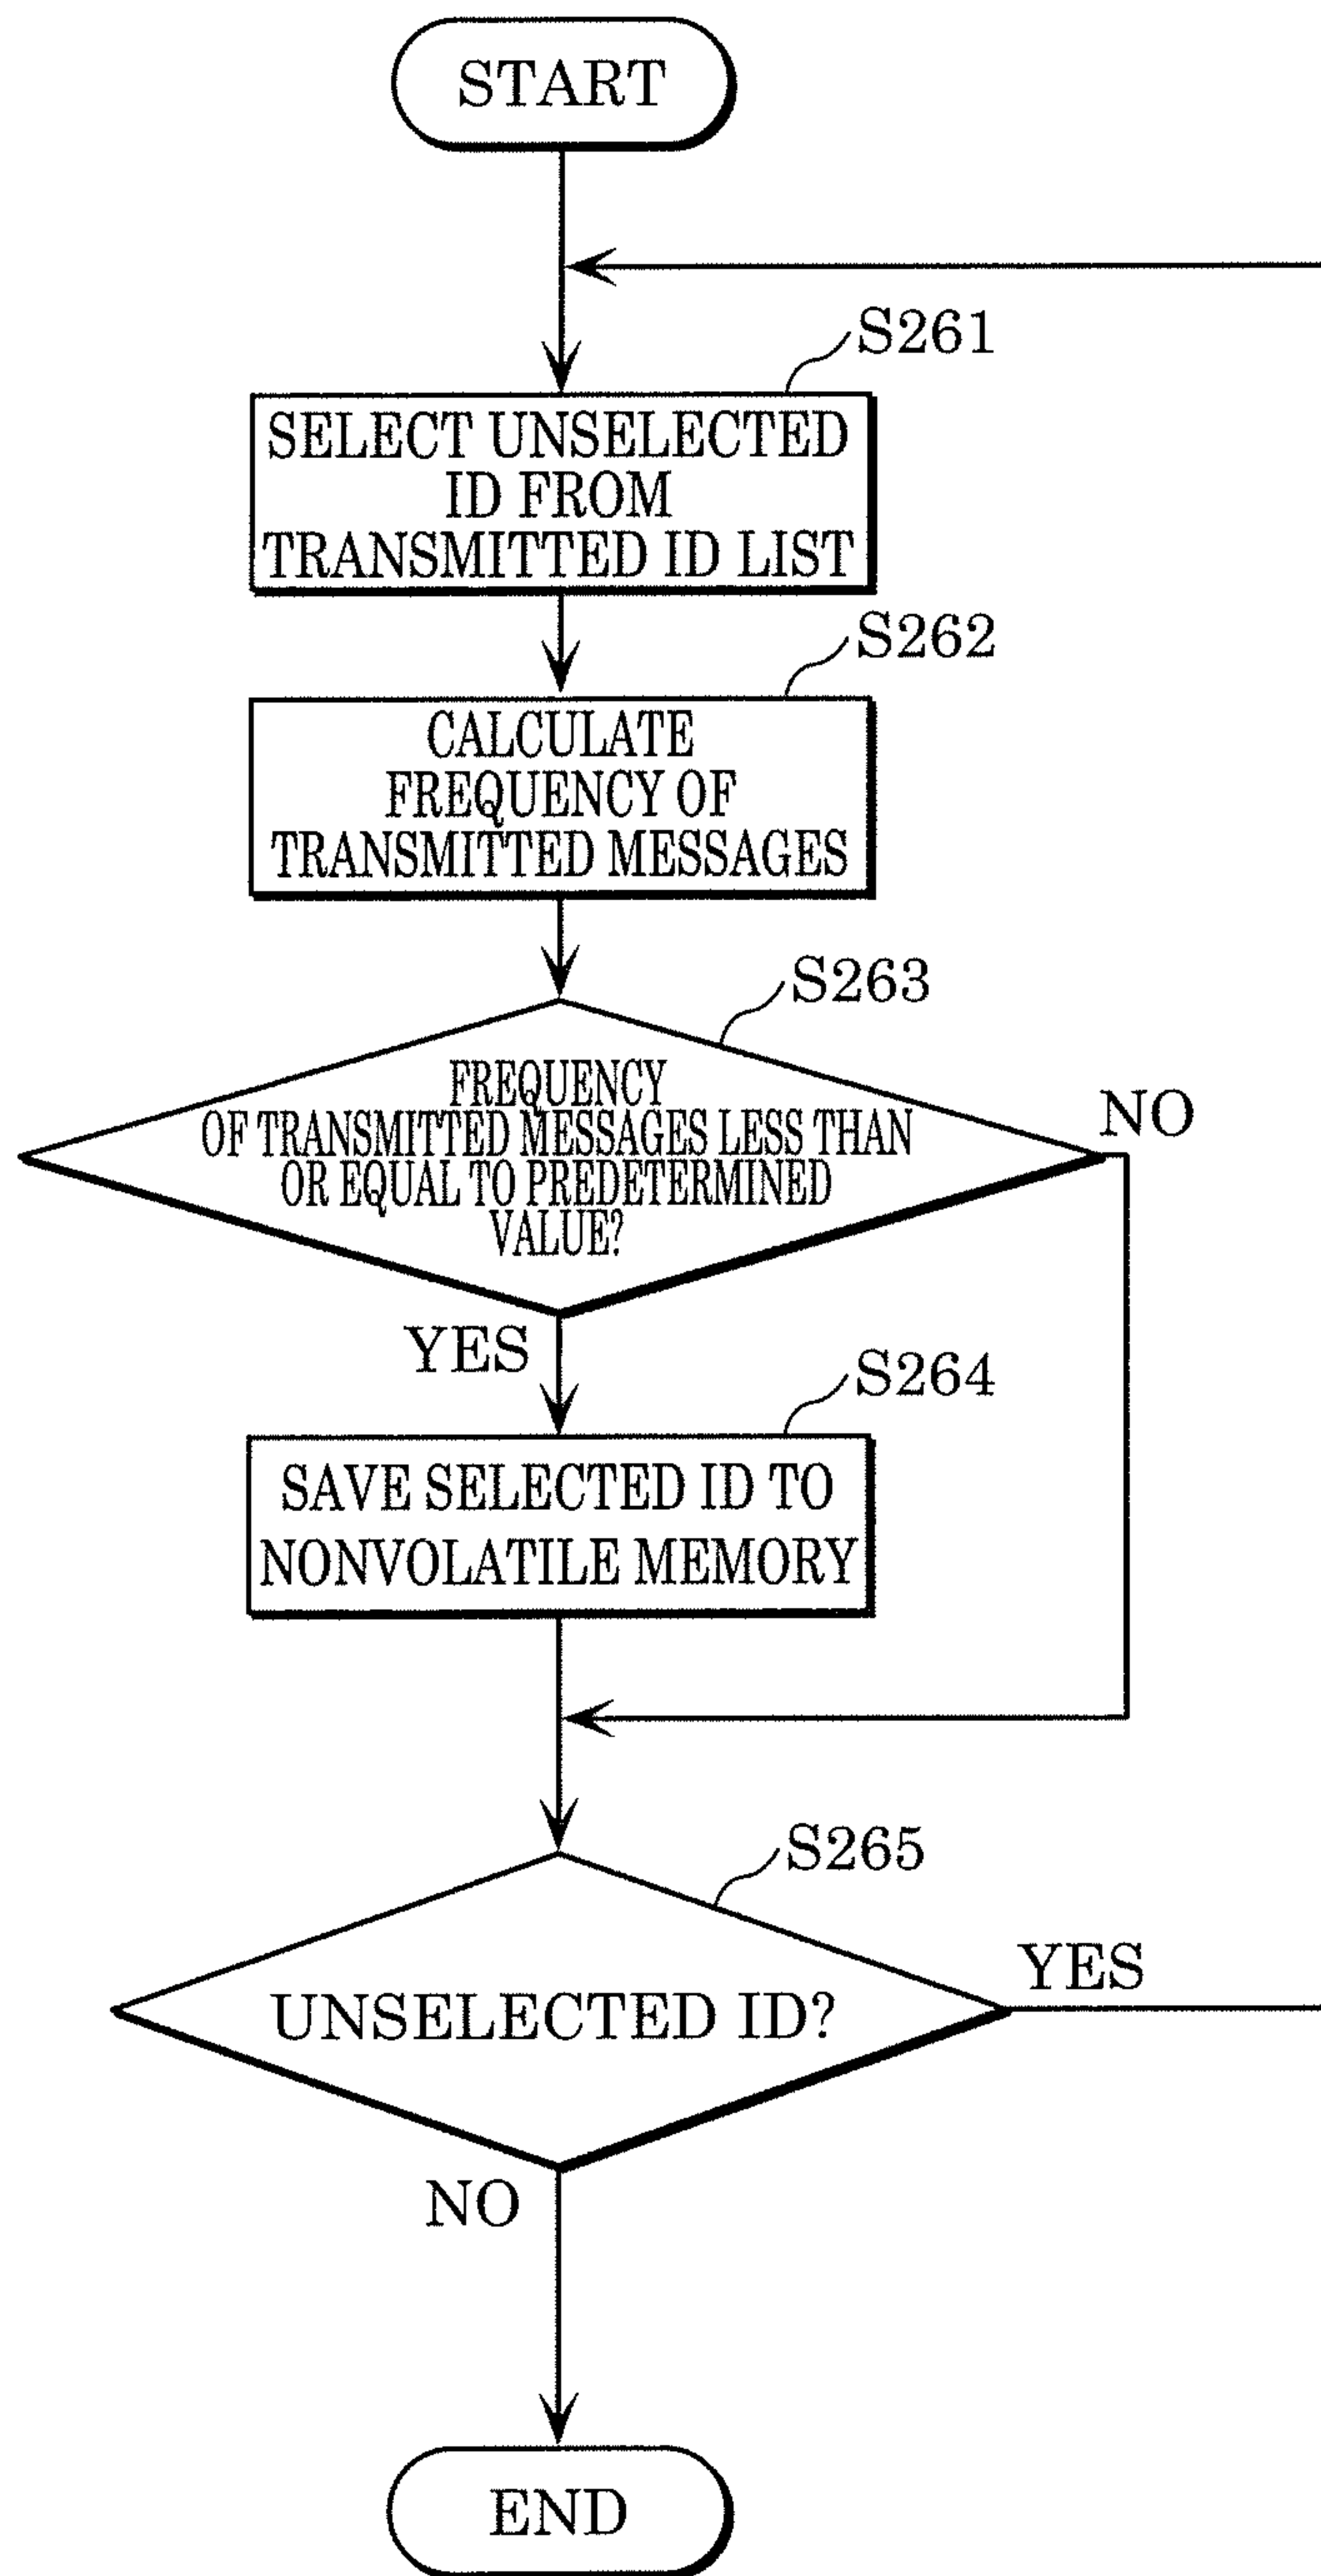 START
S261
SELECT UNSELECTED
ID FROM
TRANSMITTED ID LIST
S262
CALCULATE
FREQUENCY OF
TRANSMITTED MESSAGES
S263
FREQUENCY
OF TRANSMITTED MESSAGES LESS THAN
OR EQUAL TO PREDETERMINED
VALUE?
NO
YES
S264
SAVE SELECTED ID TO
NONVOLATILE MEMORY
S265
UNSELECTED ID?
YES
NO
END